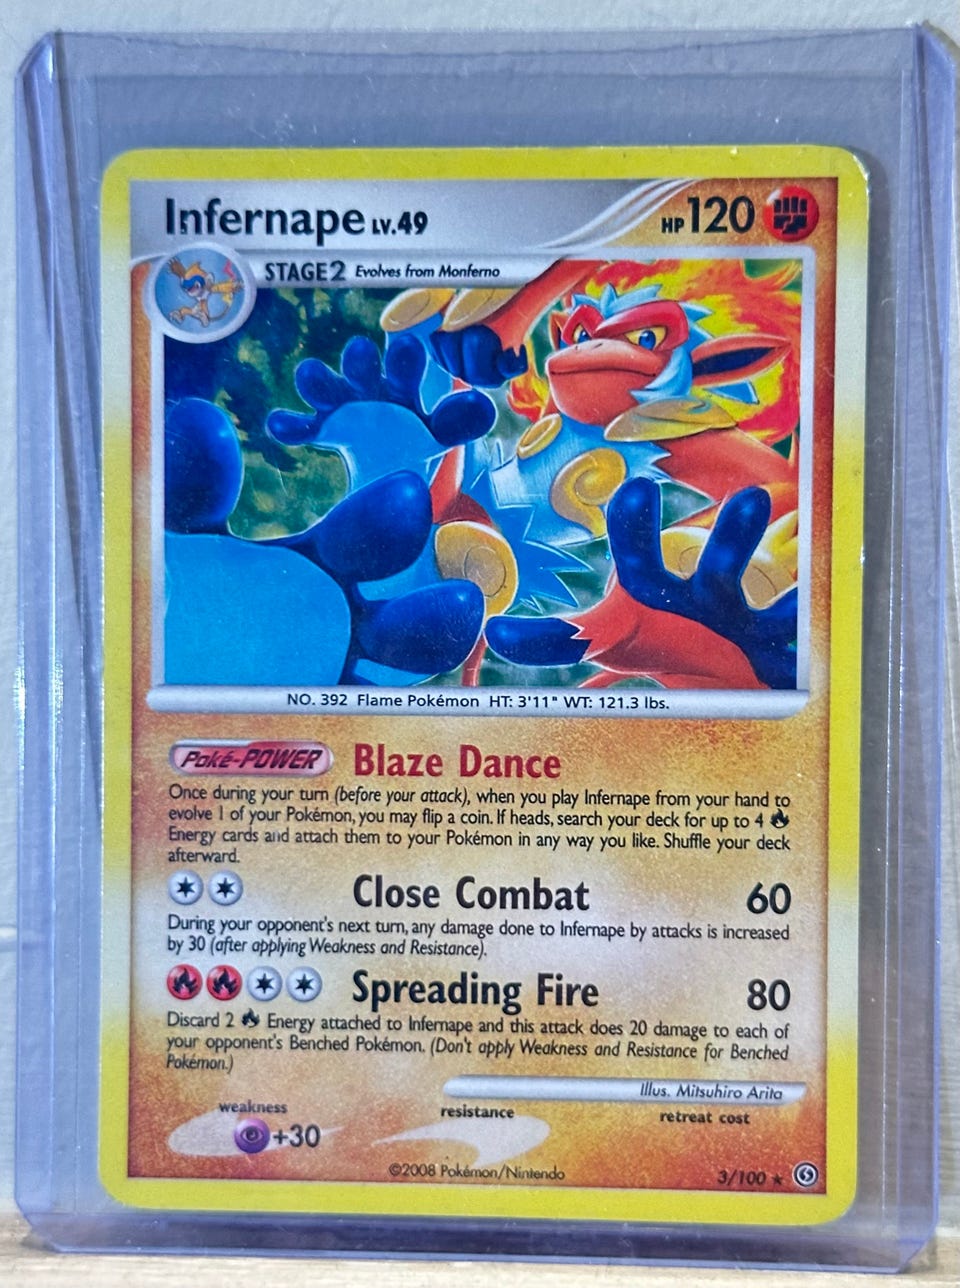 Infernape LV.49 HP 120
STAGE2 Evolves from Monferno
NO. 392 Flame Pokémon HT: 3'11" WT: 121.3 lbs.
Poké-POWER Blaze Dance
Once during your turn (before your attack), when you play Infernape from your hand to
evolve 1 of your Pokémon, you may flip a coin. If heads, search your deck for up to 4
Energy cards and attach them to your Pokémon in any way you like. Shuffle your deck
afterward.
Close Combat 60
During your opponent's next turn, any damage done to Infernape by attacks is increased
by 30 (after applying Weakness and Resistance).
Spreading Fire 80
Discard 2 Energy attached to Infernape and this attack does 20 damage to each of
your opponent's Benched Pokémon. (Don't apply Weakness and Resistance for Benched
Pokémon.)
Illus. Mitsuhiro Arita
weakness resistance retreat cost
+30
©2008 Pokémon/Nintendo 3/100 ★